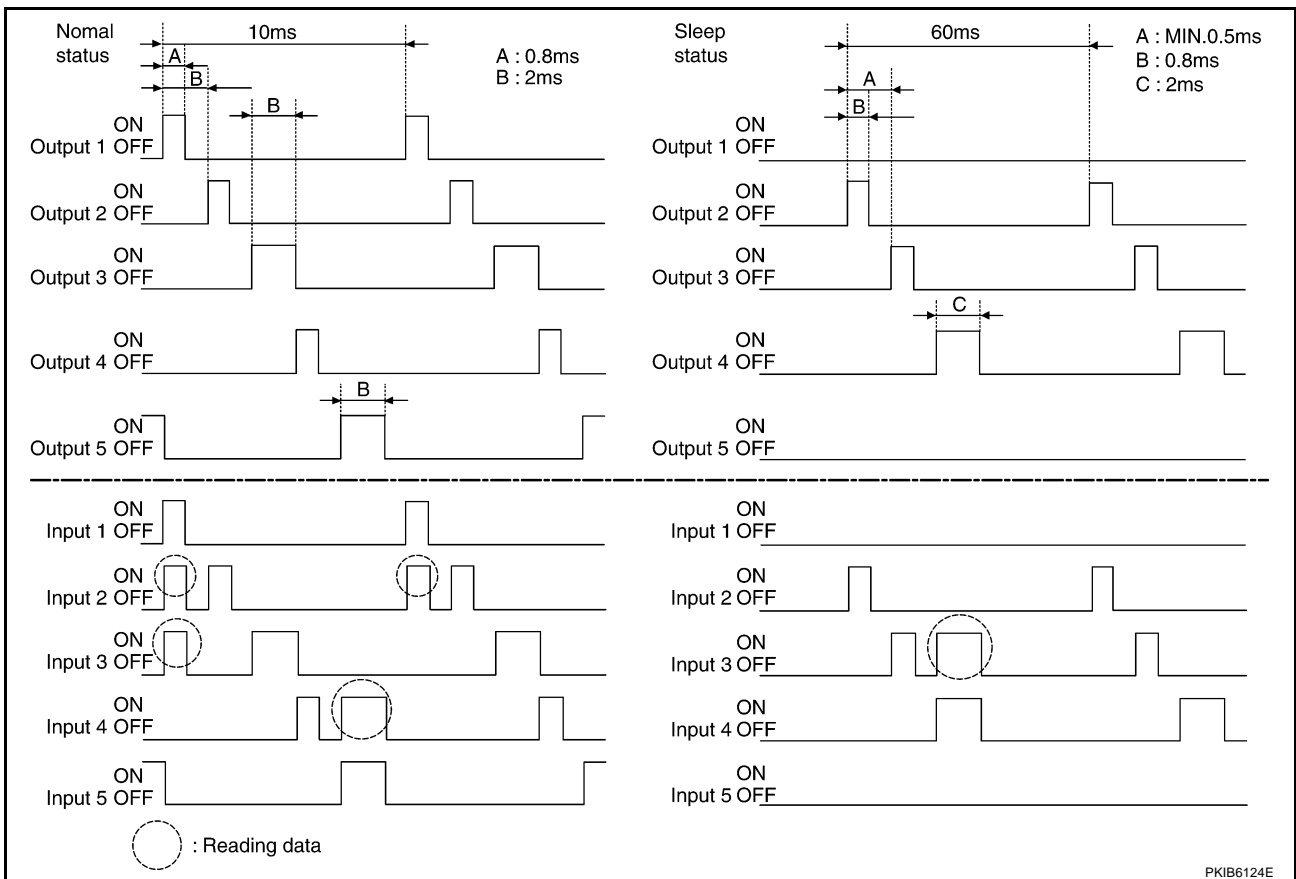 Nomal
status
10ms
A
B
A : 0.8ms
B : 2ms
B
ON
Output 1 OFF
ON
Output 2 OFF
ON
Output 3 OFF
ON
Output 4 OFF
B
ON
Output 5 OFF
Sleep
status
60ms
A : MIN.0.5ms
B : 0.8ms
C : 2ms
A
B
ON
Output 1 OFF
ON
Output 2 OFF
ON
Output 3 OFF
C
ON
Output 4 OFF
ON
Output 5 OFF
ON
Input 1 OFF
ON
Input 2 OFF
ON
Input 3 OFF
ON
Input 4 OFF
ON
Input 5 OFF
ON
Input 1 OFF
ON
Input 2 OFF
ON
Input 3 OFF
ON
Input 4 OFF
ON
Input 5 OFF
: Reading data
PKIB6124E